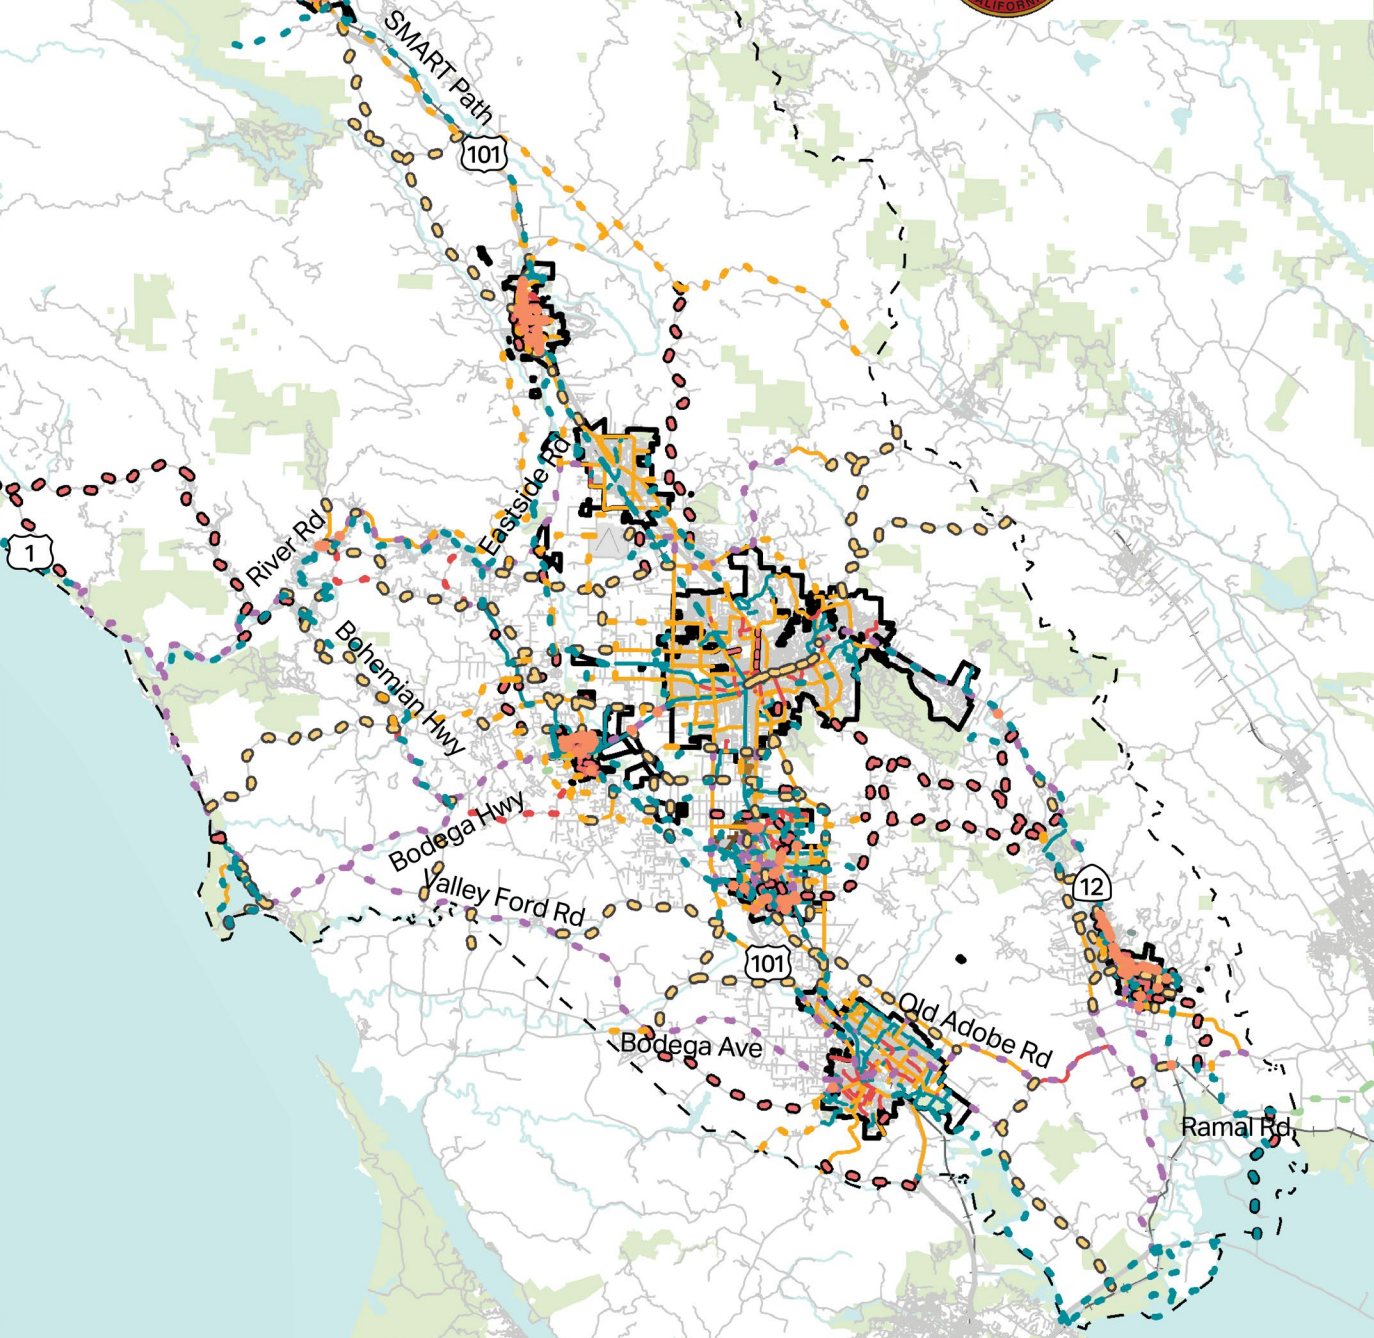 CALIFORNIA
SMART Path
101
Eastside Rd
River Rd
1
Bohemian Hwy
Bodega Hwy
12
Valley Ford Rd
101
Old Adobe Rd
Bodega Ave
Ramal Rd